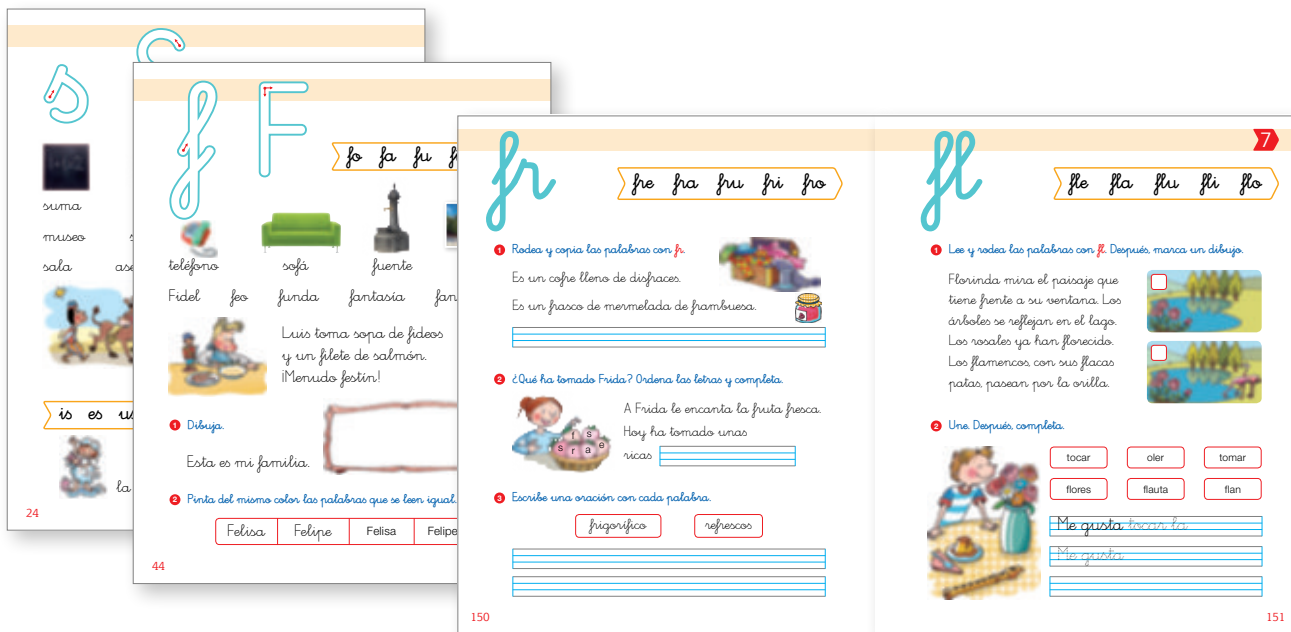 s
suma
museo
sala
is es
la
24
f F
fo fa fu
teléfono sofá fuente
Fidel feo funda fantasía
Luis toma sopa de fideos
y un filete de salmón.
¡Menudo festín!
1 Dibuja.
Esta es mi familia.
2 Pinta del mismo color las palabras que se leen igual.
Felisa Felipe Felisa Felipe
44
fr
fre fra fru fri fro
1 Rodea y copia las palabras con fr.
Es un cofre lleno de disfraces.
Es un frasco de mermelada de frambuesa.
2 ¿Qué ha tomado Frida? Ordena las letras y completa.
A Frida le encanta la fruta fresca.
Hoy ha tomado unas
ricas
f s
s r a e
3 Escribe una oración con cada palabra.
frigorífico refrescos
150
7
fl
fle fla flu fli flo
1 Lee y rodea las palabras con fl. Después, marca un dibujo.
Florinda mira el paisaje que
tiene frente a su ventana. Los
árboles se reflejan en el lago.
Los rosales ya han florecido.
Los flamencos, con sus flacas
patas, pasean por la orilla.
2 Une. Después, completa.
tocar oler tomar
flores flauta flan
Me gusta tocar la
Me gusta
151